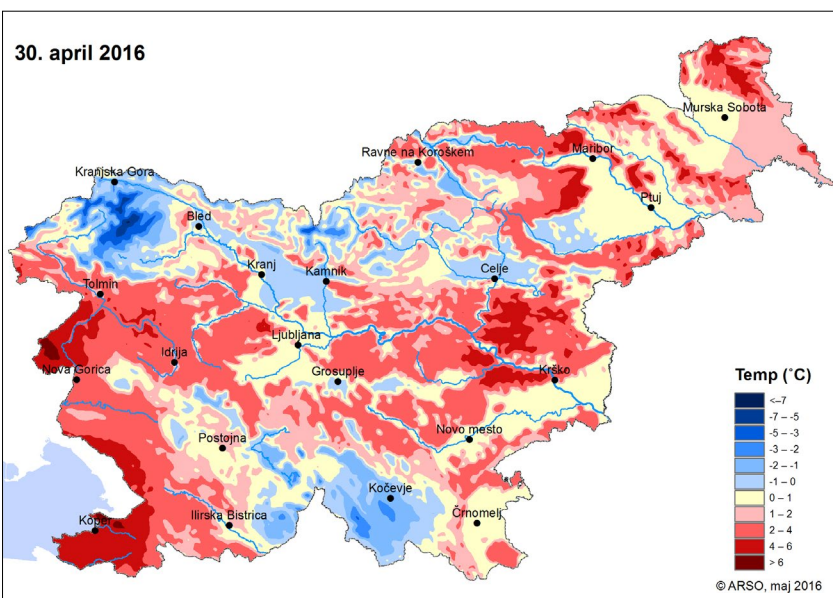 30. april 2016
Murska Sobota
Ravne na Koroškem
Maribor
Kranjska Gora
Ptuj
Bled
Kranj
Kamnik
Celje
Tolmin
Ljubljana
Idrija
Nova Gorica
Grosuplje
Krško
Temp (°C)
<–7
-7 – -5
-5 – -3
-3 – -2
-2 – -1
-1 – 0
0 – 1
1 – 2
2 – 4
4 – 6
> 6
Novo mesto
Postojna
Kočevje
Koper
Ilirska Bistrica
Črnomelj
© ARSO, maj 2016